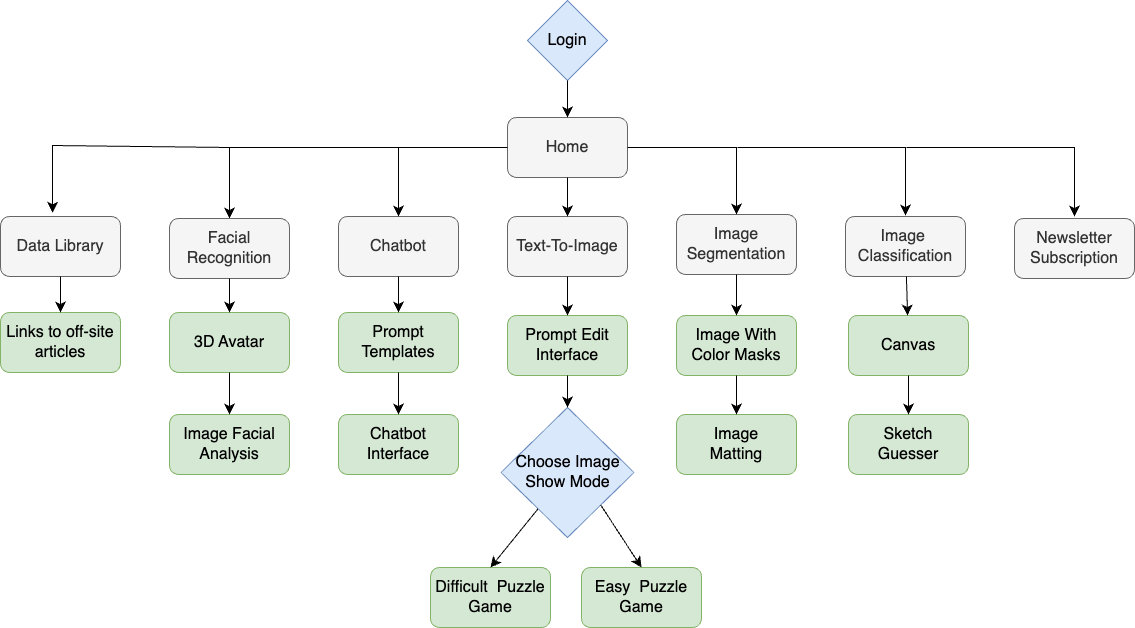 Login
Home
Data Library
Facial
Recognition
Chatbot
Text-To-Image
Image
Segmentation
Image
Classification
Newsletter
Subscription
Links to off-site
articles
3D Avatar
Prompt
Templates
Prompt Edit
Interface
Image With
Color Masks
Canvas
Image Facial
Analysis
Chatbot
Interface
Choose Image
Show Mode
Image
Matting
Sketch
Guesser
Difficult Puzzle
Game
Easy Puzzle
Game